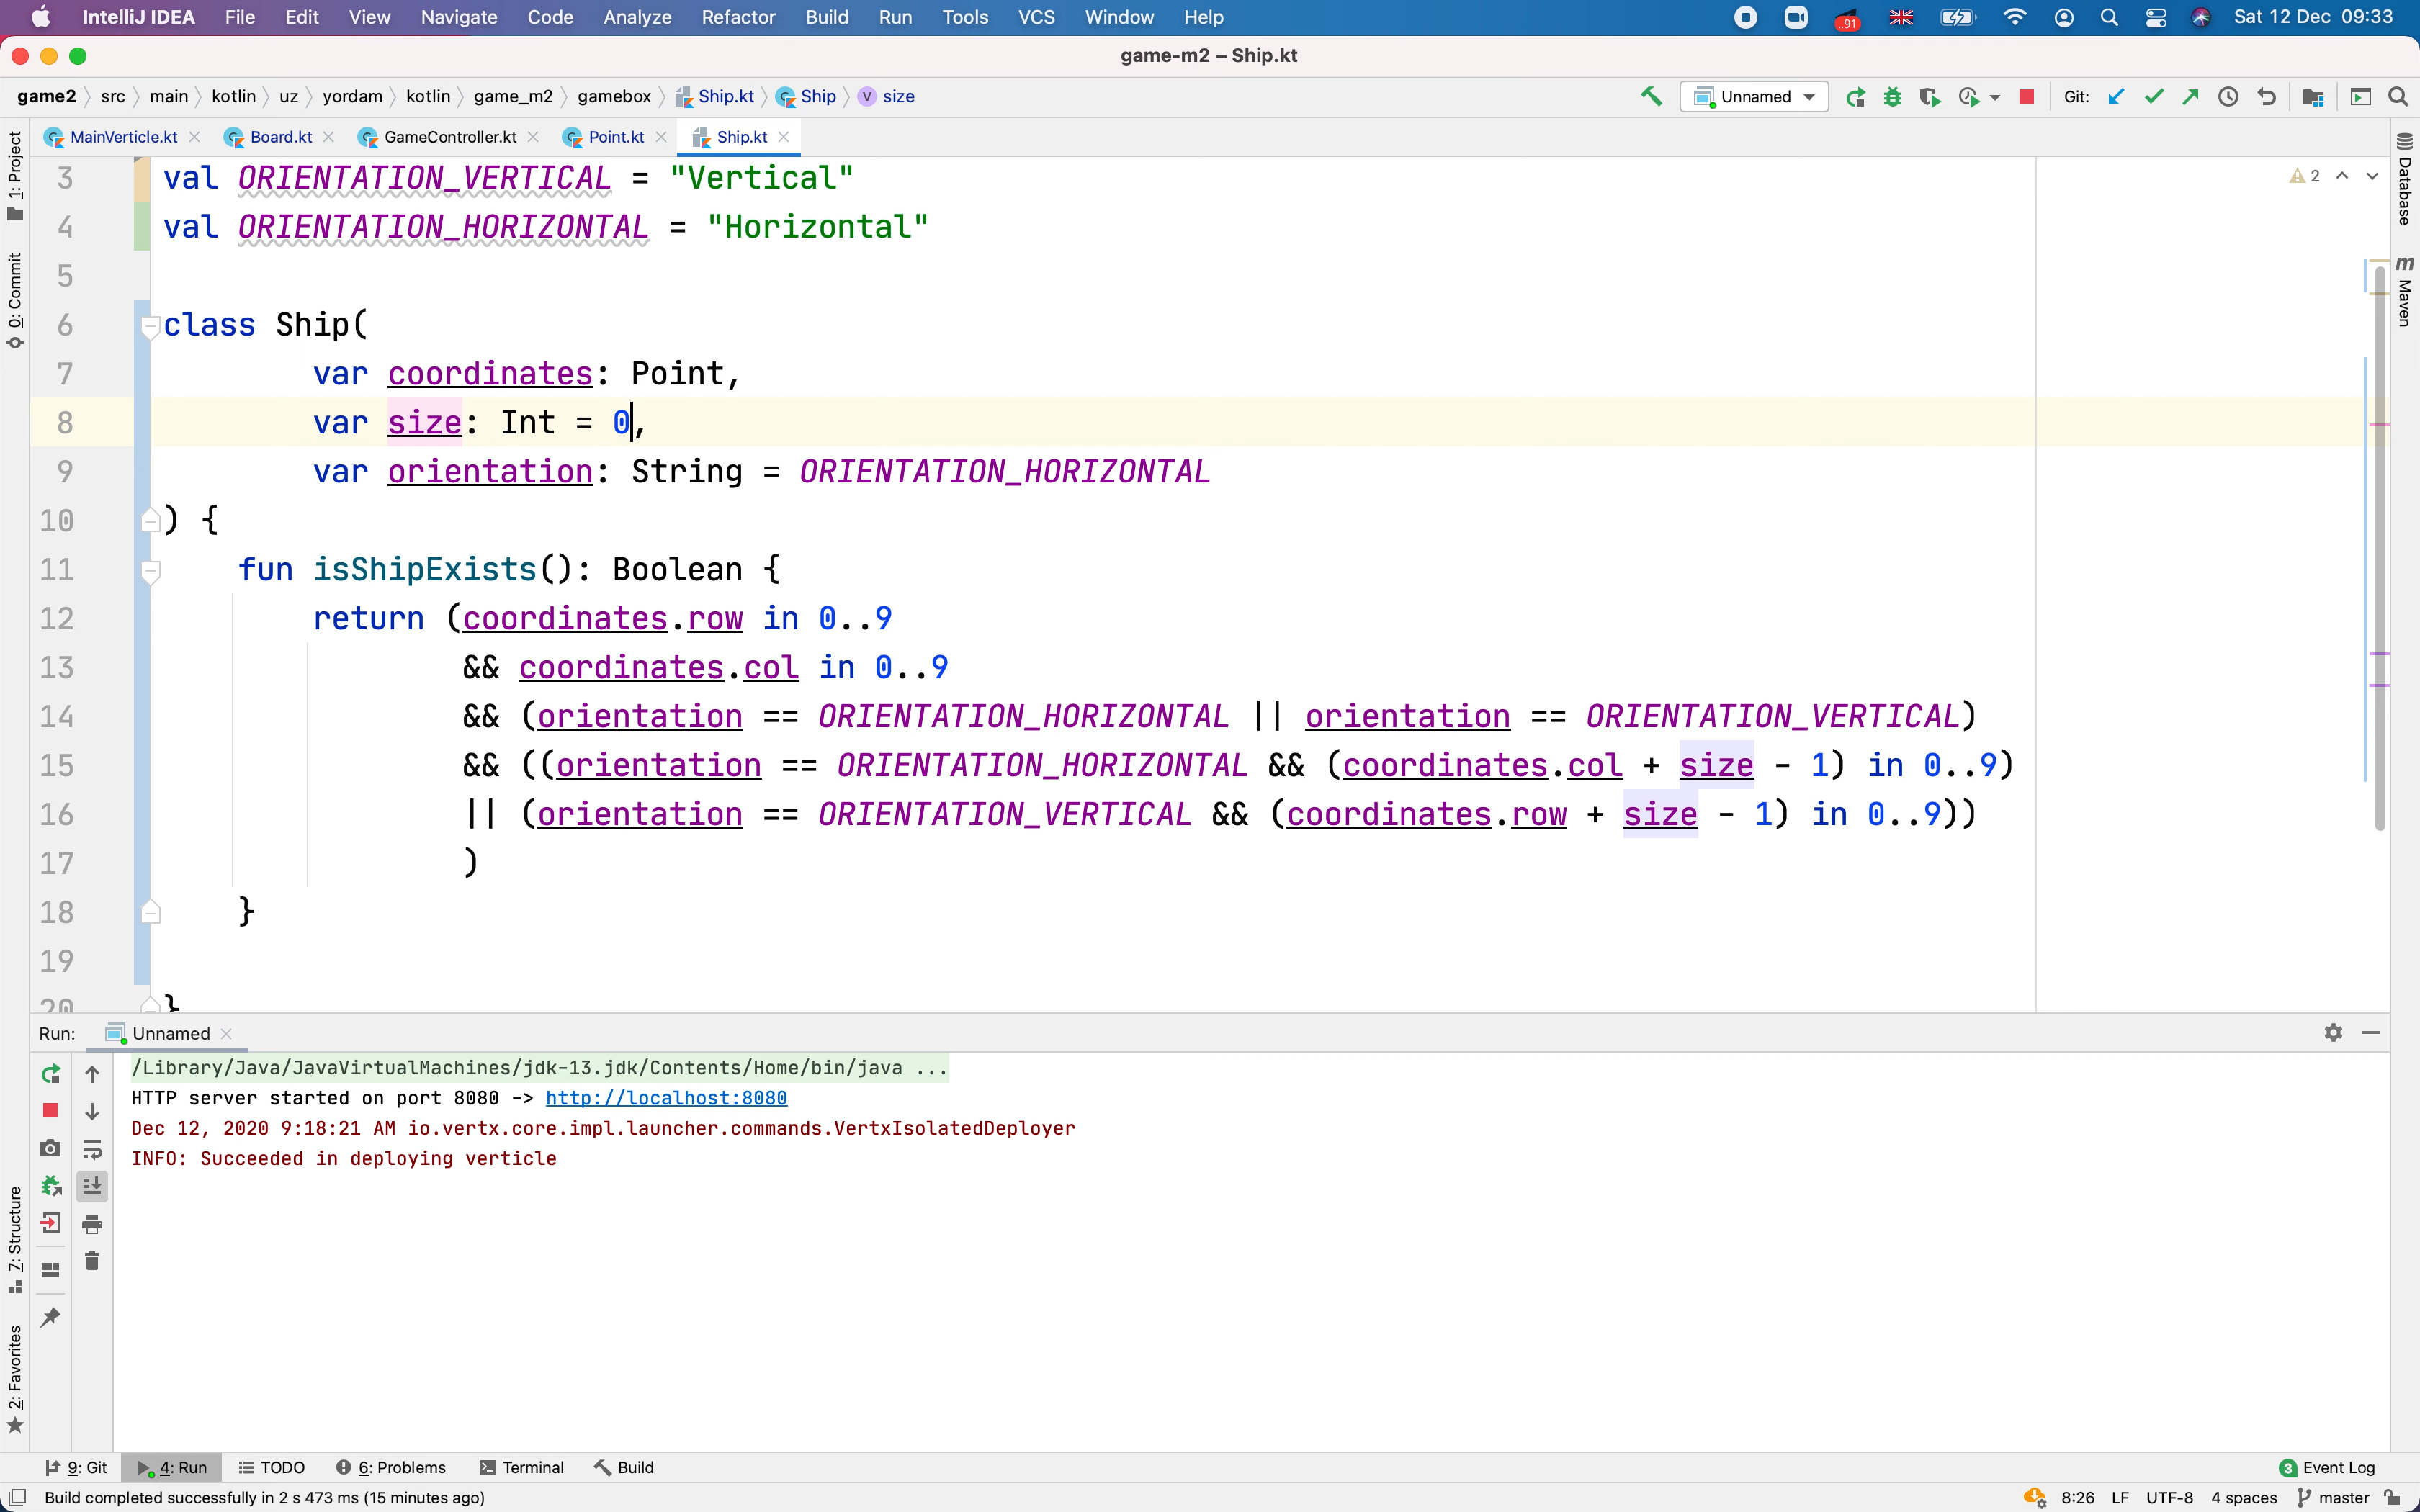 IntelliJ IDEA File Edit View Navigate Code Analyze Refactor Build Run Tools VCS Window Help ..91 Sat 12 Dec 09:33
game-m2 – Ship.kt
game2 src main kotlin uz yordam kotlin game_m2 gamebox Ship.kt Ship size Unnamed Git:
MainVerticle.kt Board.kt GameController.kt Point.kt Ship.kt
1: Project
0: Commit
7: Structure
2: Favorites
Database
m Maven
2
3 val ORIENTATION_VERTICAL = "Vertical"
4 val ORIENTATION_HORIZONTAL = "Horizontal"
5
6 class Ship(
7 var coordinates: Point,
8 var size: Int = 0,
9 var orientation: String = ORIENTATION_HORIZONTAL
10 ) {
11 fun isShipExists(): Boolean {
12 return (coordinates.row in 0..9
13 && coordinates.col in 0..9
14 && (orientation == ORIENTATION_HORIZONTAL || orientation == ORIENTATION_VERTICAL)
15 && ((orientation == ORIENTATION_HORIZONTAL && (coordinates.col + size - 1) in 0..9)
16 || (orientation == ORIENTATION_VERTICAL && (coordinates.row + size - 1) in 0..9))
17 )
18 }
19
20 }
Run: Unnamed
/Library/Java/JavaVirtualMachines/jdk-13.jdk/Contents/Home/bin/java ...
HTTP server started on port 8080 -> http://localhost:8080
Dec 12, 2020 9:18:21 AM io.vertx.core.impl.launcher.commands.VertxIsolatedDeployer
INFO: Succeeded in deploying verticle
9: Git 4: Run TODO 6: Problems Terminal Build 3 Event Log
Build completed successfully in 2 s 473 ms (15 minutes ago) 8:26 LF UTF-8 4 spaces master